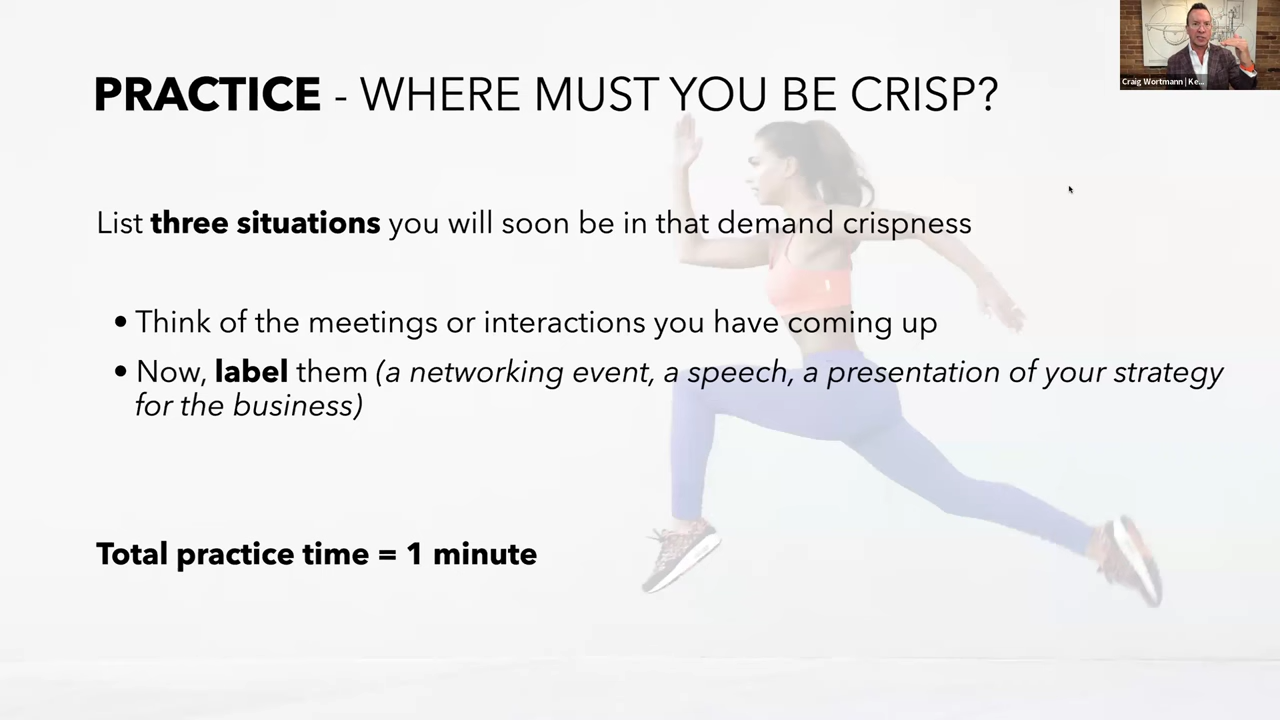 Craig Wortmann | Ke...
PRACTICE - WHERE MUST YOU BE CRISP?
List three situations you will soon be in that demand crispness
• Think of the meetings or interactions you have coming up
• Now, label them (a networking event, a speech, a presentation of your strategy
for the business)
Total practice time = 1 minute